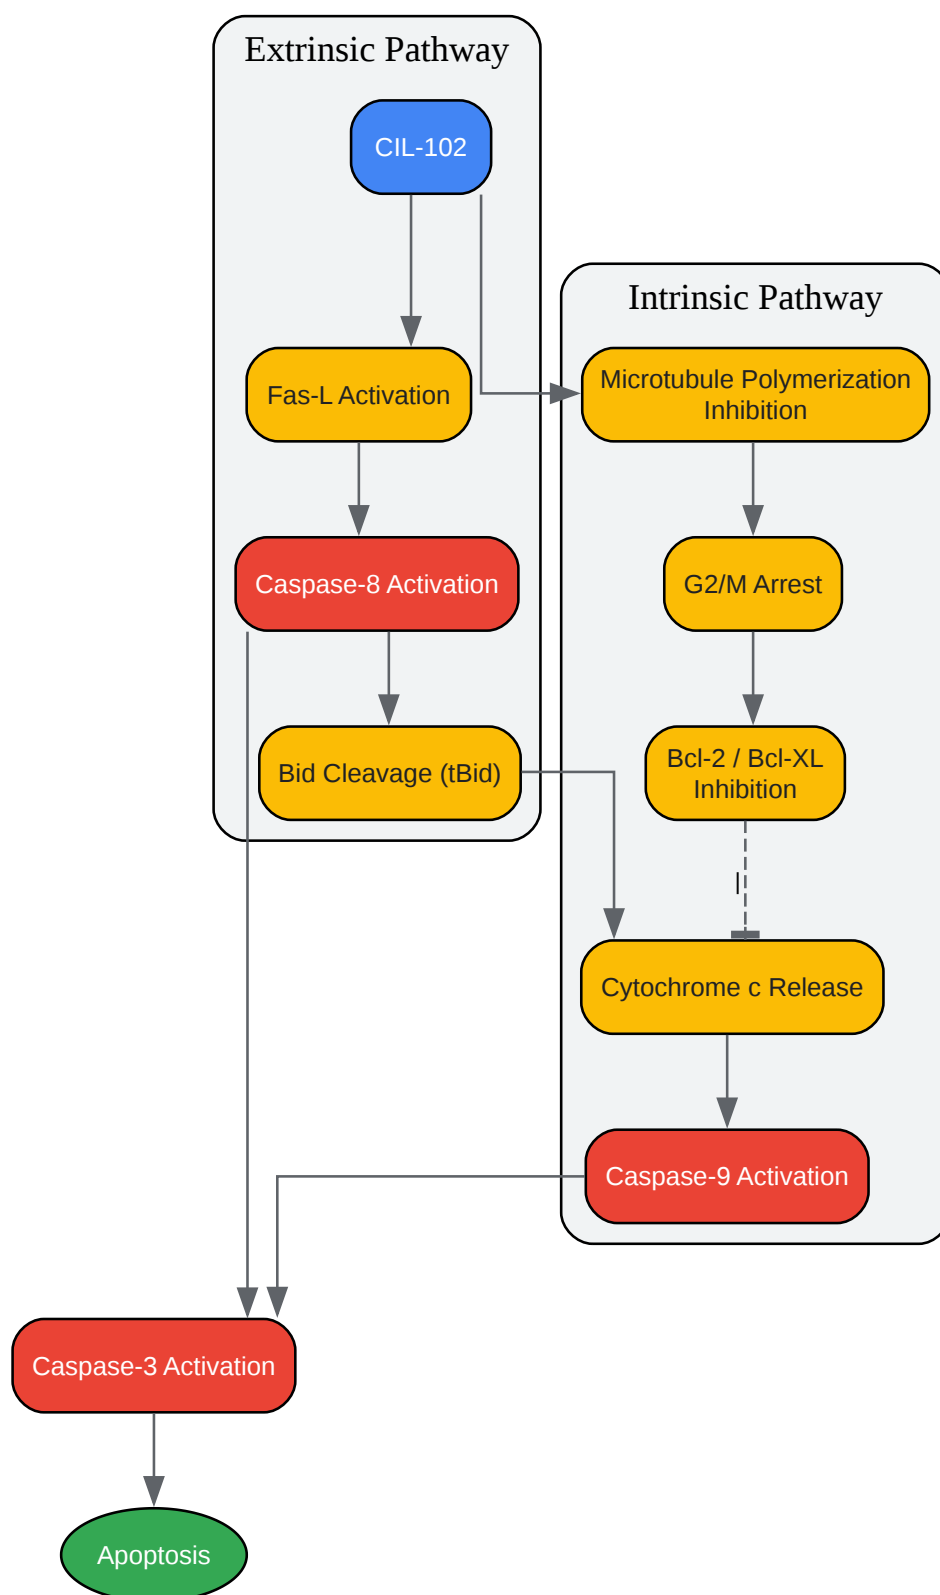 Extrinsic Pathway
CIL-102
Intrinsic Pathway
Fas-L Activation
Microtubule Polymerization
Inhibition
Caspase-8 Activation
G2/M Arrest
Bid Cleavage (tBid)
Bcl-2 / Bcl-XL
Inhibition
|
Cytochrome c Release
Caspase-9 Activation
Caspase-3 Activation
Apoptosis